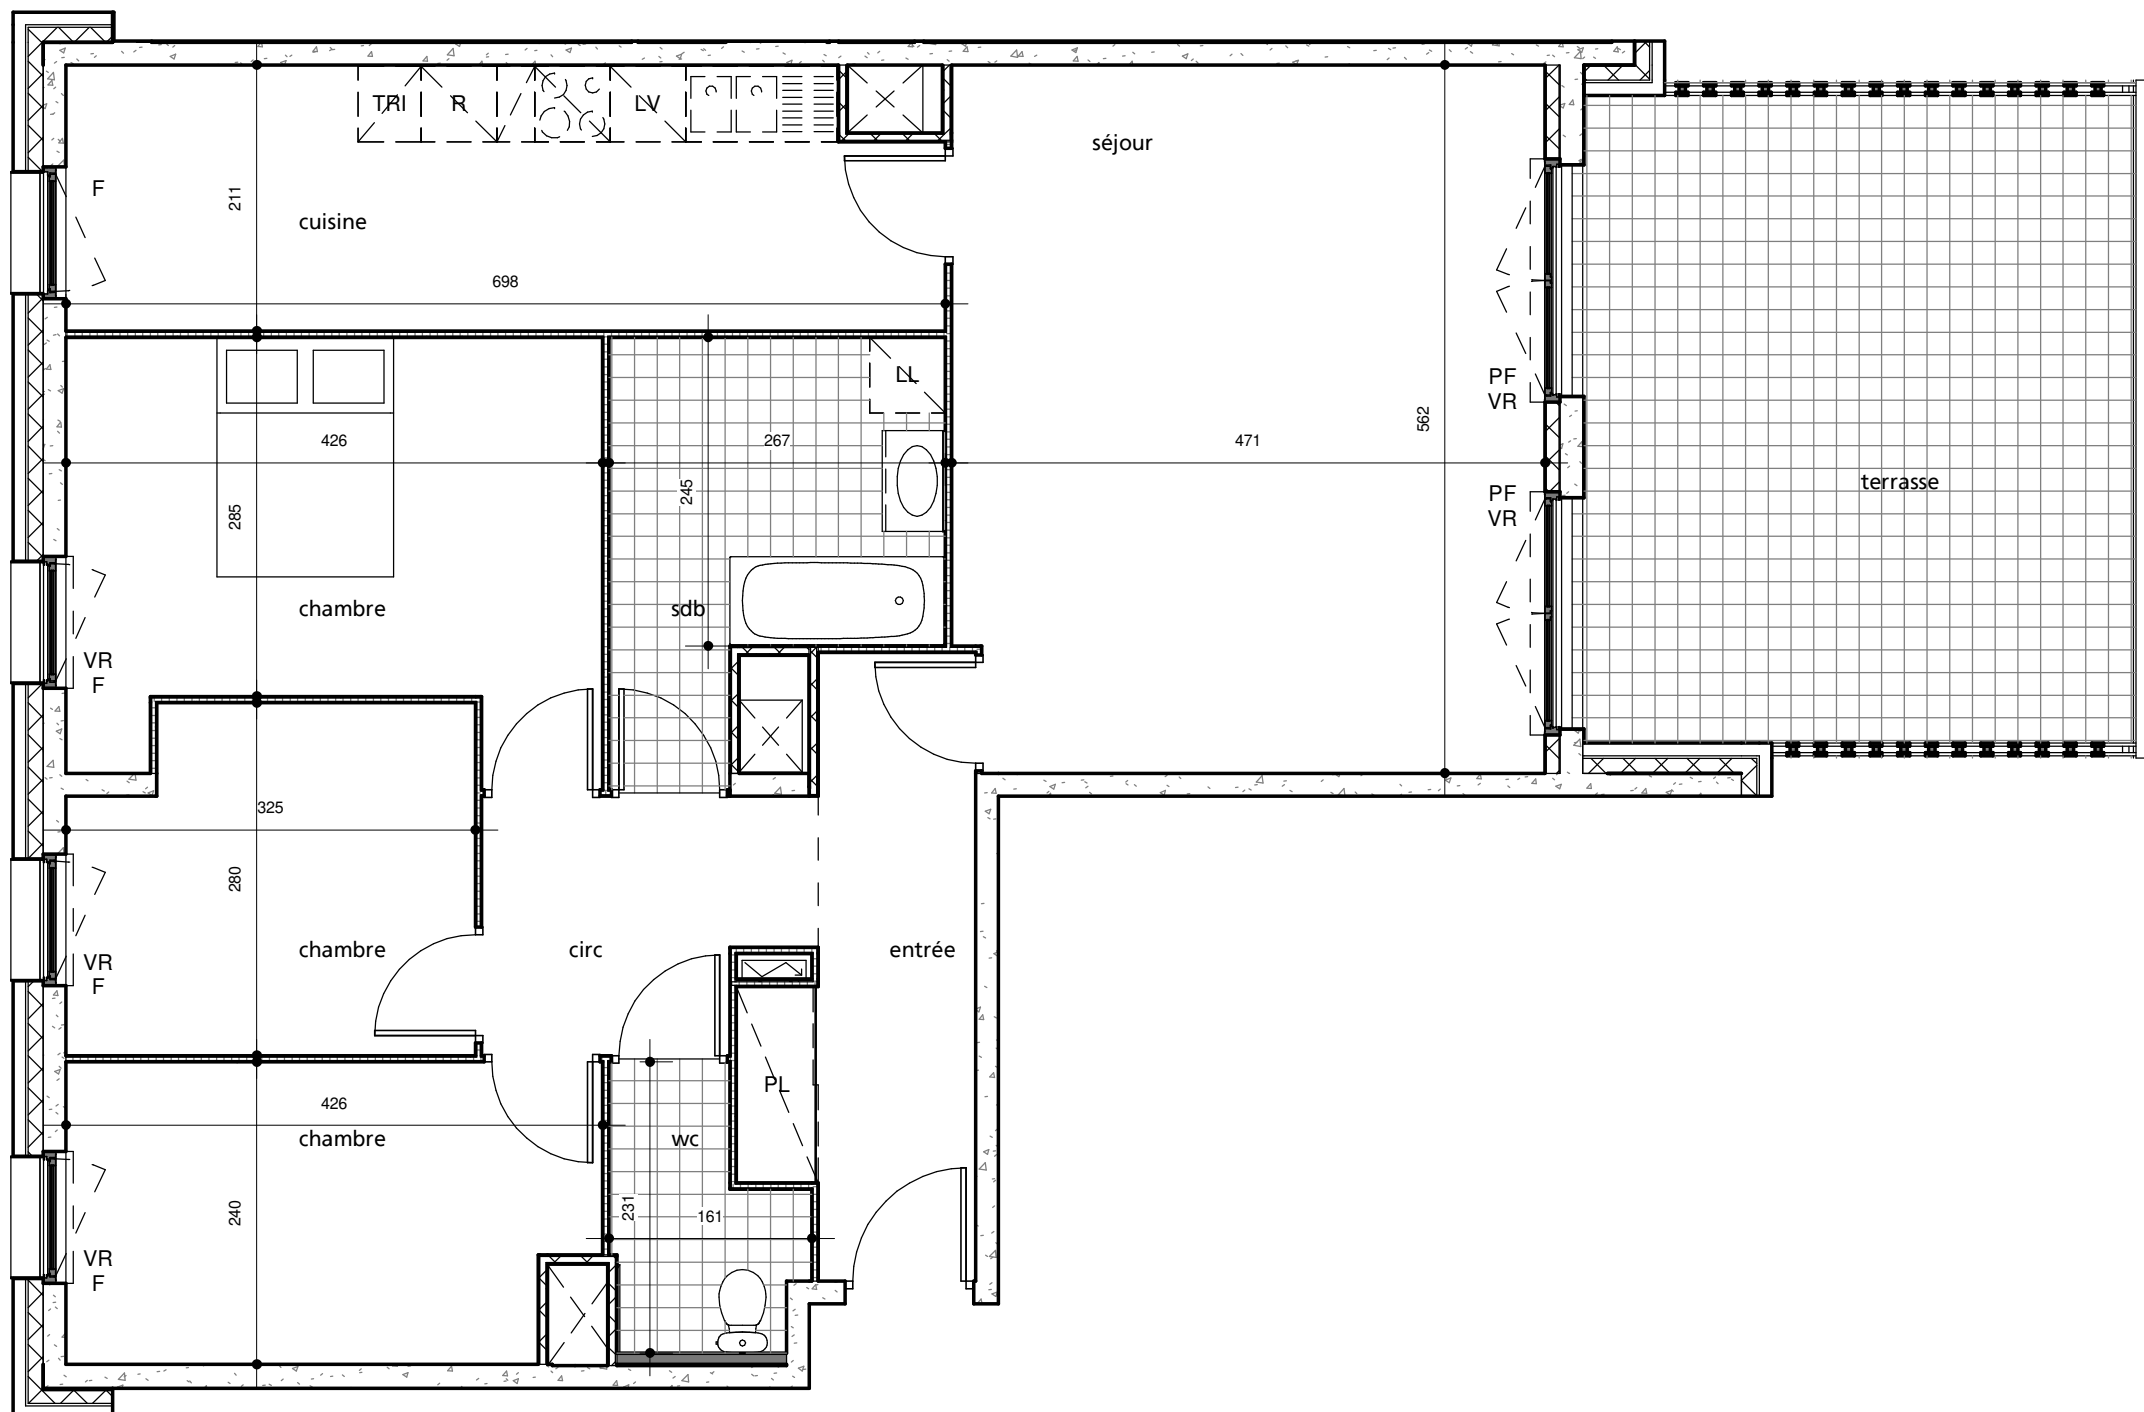 TRI
R
LV
séjour
F
211
cuisine
698
LL
PF
VR
562
426
267
471
245
285
terrasse
PF
VR
chambre
sdb
VR
F
325
280
chambre
circ
entrée
VR
F
PL
426
chambre
wc
240
231
161
VR
F